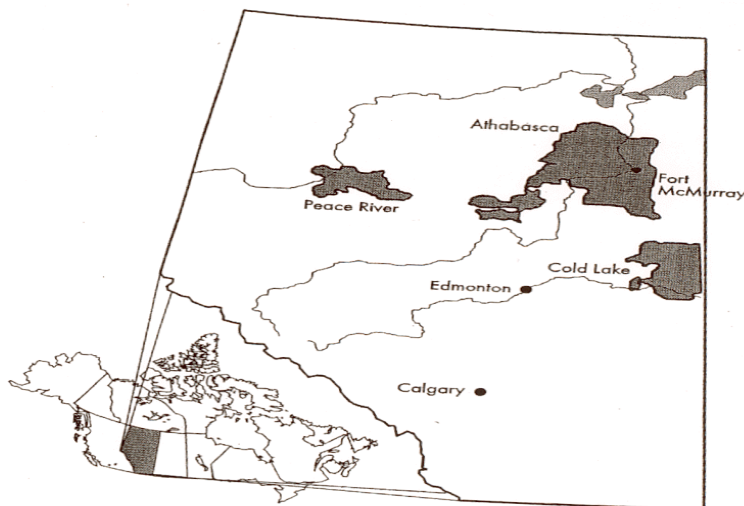 Athabasca
Fort
McMurray
Peace River
Cold Lake
Edmonton
Calgary